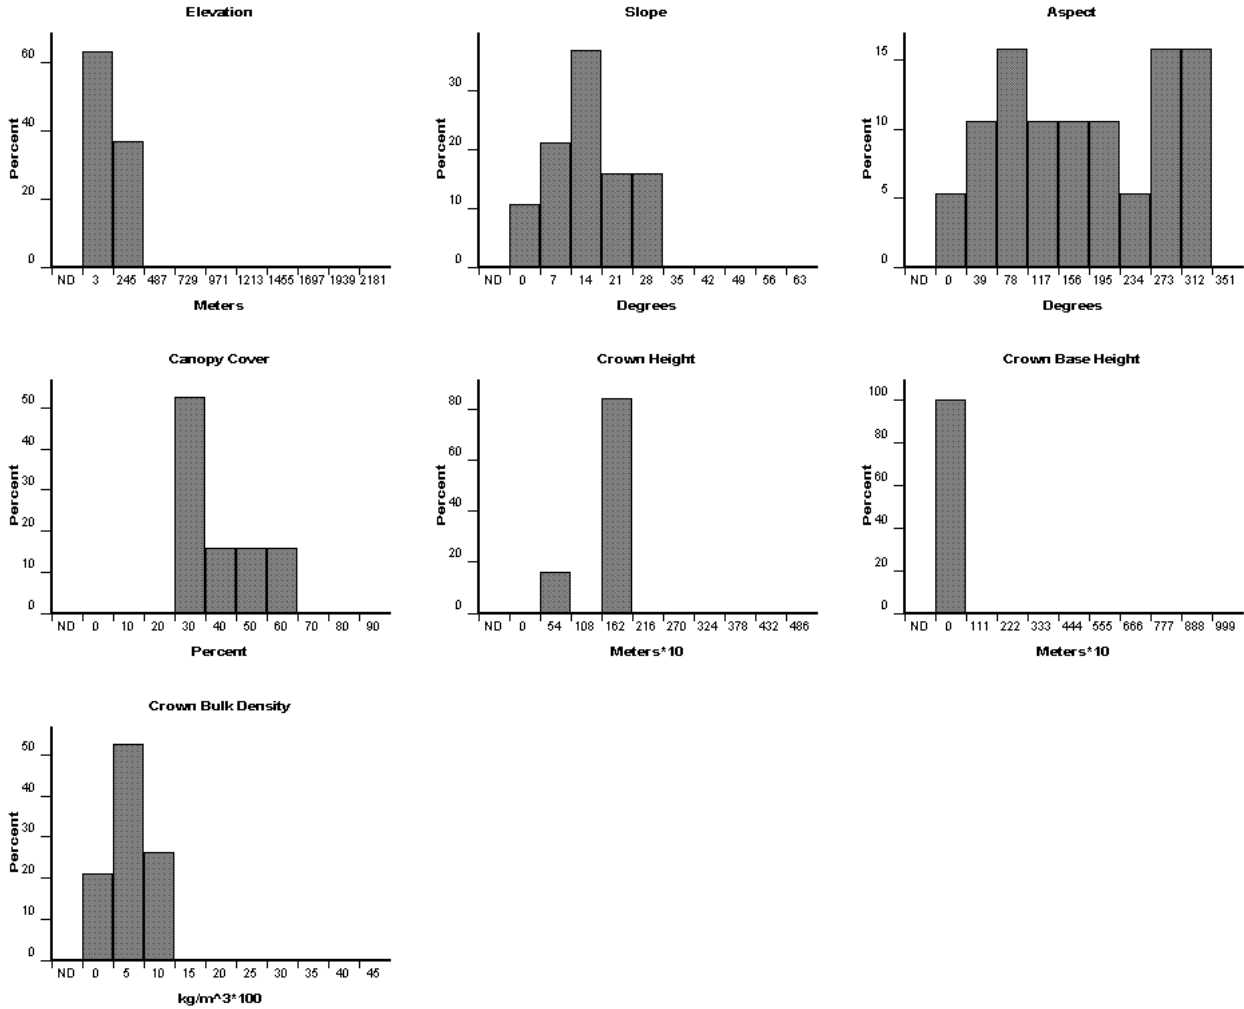 Elevation
60
40
20
0
Percent
ND 3 245 487 729 971 1213 1455 1697 1939 2181
Meters
Slope
30
20
10
0
Percent
ND 0 7 14 21 28 35 42 49 56 63
Degrees
Aspect
15
10
5
0
Percent
ND 0 39 78 117 156 195 234 273 312 351
Degrees
Canopy Cover
50
40
30
20
10
0
Percent
ND 0 10 20 30 40 50 60 70 80 90
Percent
Crown Height
80
60
40
20
0
Percent
ND 0 54 108 162 216 270 324 378 432 486
Meters*10
Crown Base Height
100
80
60
40
20
0
Percent
ND 0 111 222 333 444 555 666 777 888 999
Meters*10
Crown Bulk Density
50
40
30
20
10
0
Percent
ND 0 5 10 15 20 25 30 35 40 45
kg/m^3*100